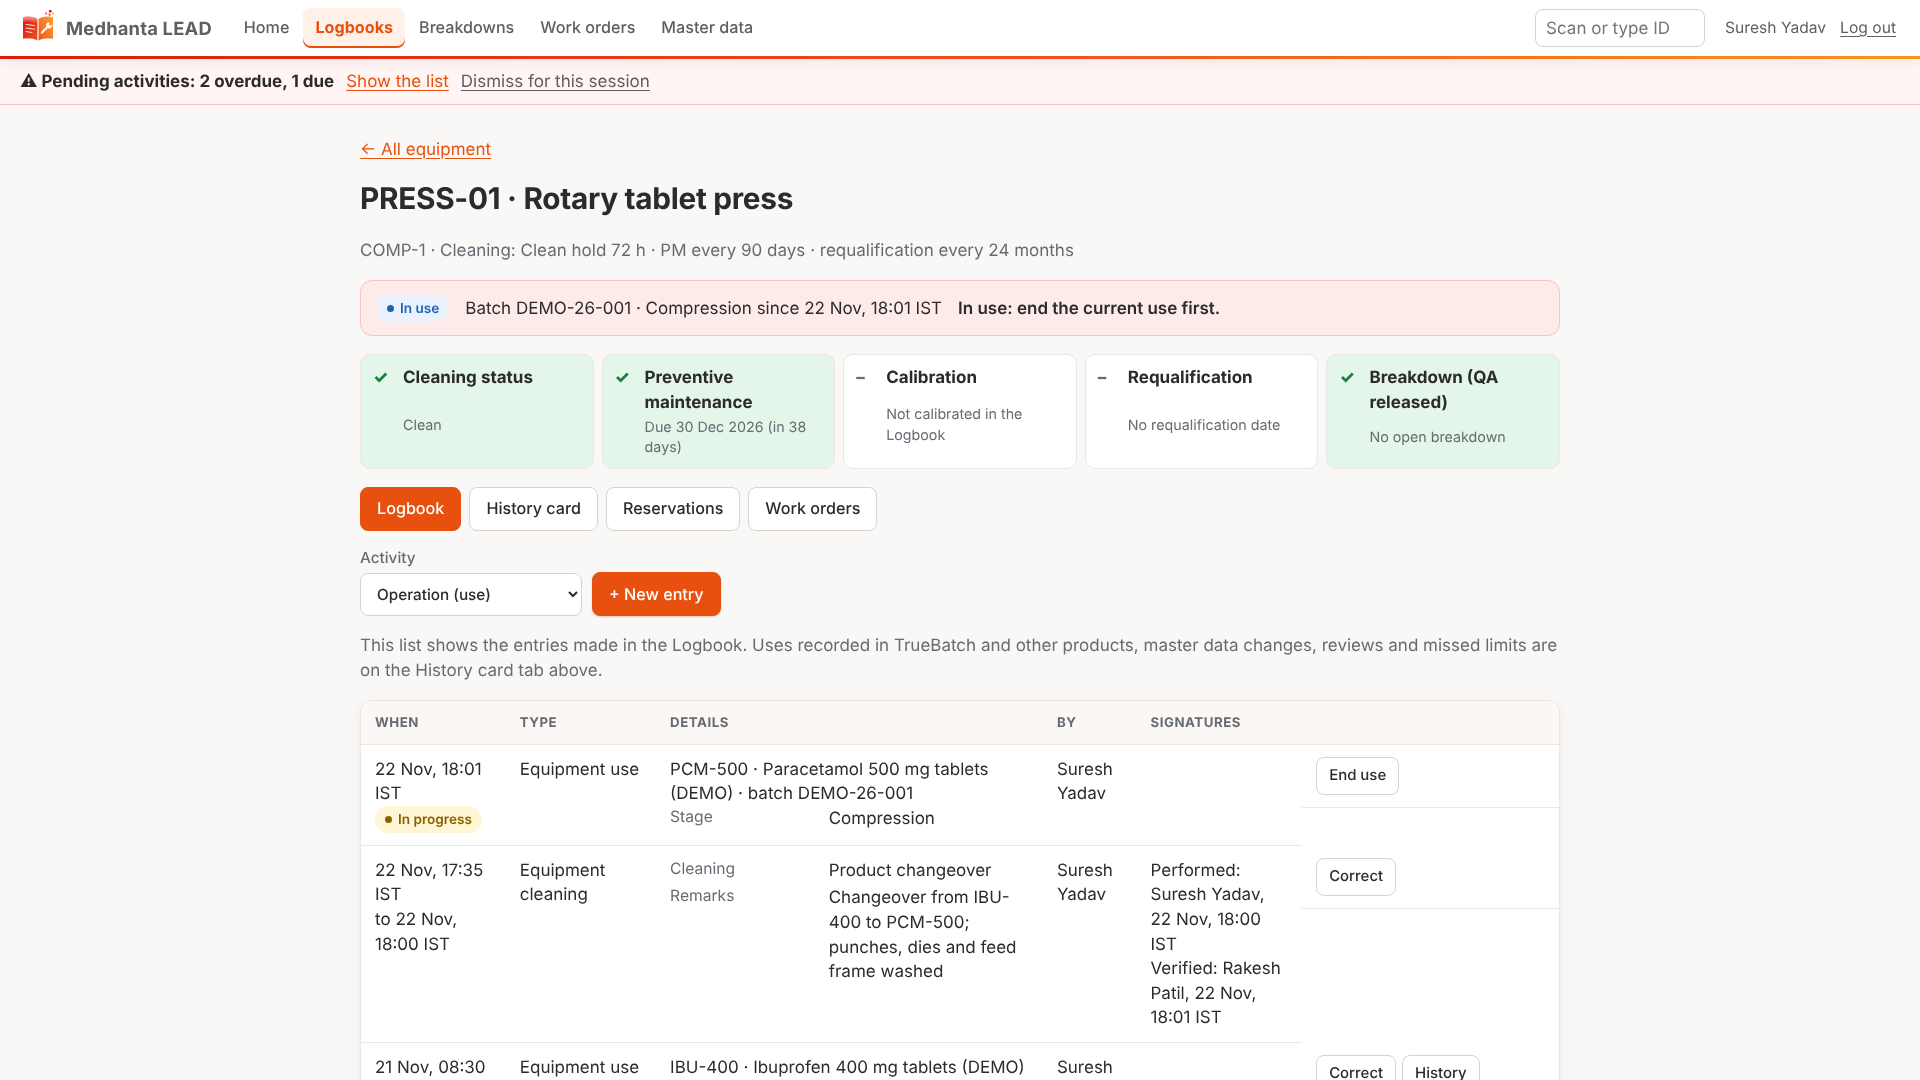 Medhanta LEAD Home Logbooks Breakdowns Work orders Master data Scan or type ID Suresh Yadav Log out
Pending activities: 2 overdue, 1 due Show the list Dismiss for this session
← All equipment
PRESS-01 · Rotary tablet press
COMP-1 · Cleaning: Clean hold 72 h · PM every 90 days · requalification every 24 months
In use Batch DEMO-26-001 · Compression since 22 Nov, 18:01 IST In use: end the current use first.
Cleaning status
Clean
Preventive
maintenance
Due 30 Dec 2026 (in 38
days)
– Calibration
Not calibrated in the
Logbook
– Requalification
No requalification date
Breakdown (QA
released)
No open breakdown
Logbook History card Reservations Work orders
Activity
Operation (use) + New entry
This list shows the entries made in the Logbook. Uses recorded in TrueBatch and other products, master data changes, reviews and missed limits are
on the History card tab above.
WHEN TYPE DETAILS BY SIGNATURES
22 Nov, 18:01
IST
In progress
Equipment use
PCM-500 · Paracetamol 500 mg tablets
(DEMO) · batch DEMO-26-001
Stage Compression
Suresh
Yadav
End use
22 Nov, 17:35
IST
to 22 Nov,
18:00 IST
Equipment
cleaning
Cleaning Product changeover
Remarks Changeover from IBU-
400 to PCM-500;
punches, dies and feed
frame washed
Suresh
Yadav
Performed:
Suresh Yadav,
22 Nov, 18:00
IST
Verified: Rakesh
Patil, 22 Nov,
18:01 IST
Correct
21 Nov, 08:30 Equipment use IBU-400 · Ibuprofen 400 mg tablets (DEMO) Suresh Correct History